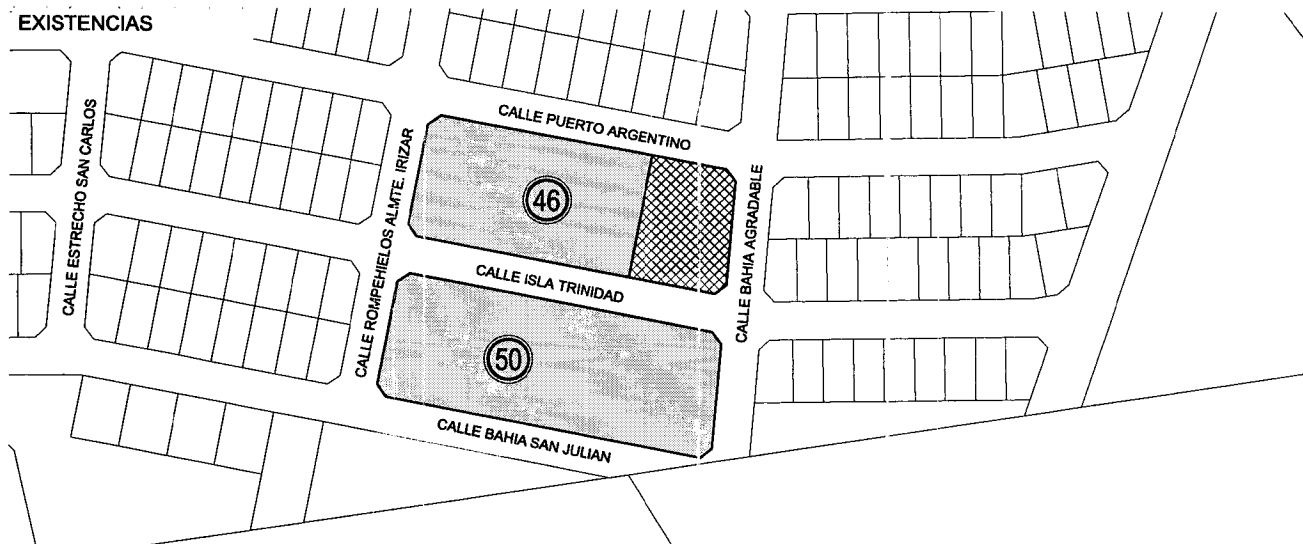 EXISTENCIAS
CALLE ESTRECHO SAN CARLOS
CALLE ROMPEHIELOS ALMTE. IRIZAR
CALLE PUERTO ARGENTINO
46
CALLE BAHIA AGRADABLE
CALLE ISLA TRINIDAD
50
CALLE BAHIA SAN JULIAN